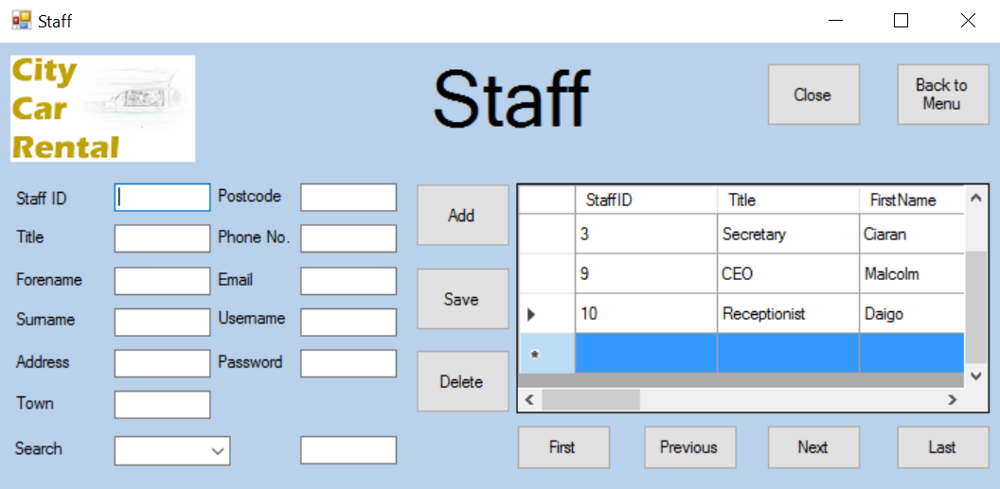 Staff
City
Car
Rental
Staff
Close
Back to
Menu
Staff ID
Postcode
Title
Phone No.
Forename
Email
Surname
Username
Address
Password
Town
Search
Add
Save
Delete
StaffID Title FirstName
3 Secretary Ciaran
9 CEO Malcolm
10 Receptionist Daigo
*
First
Previous
Next
Last